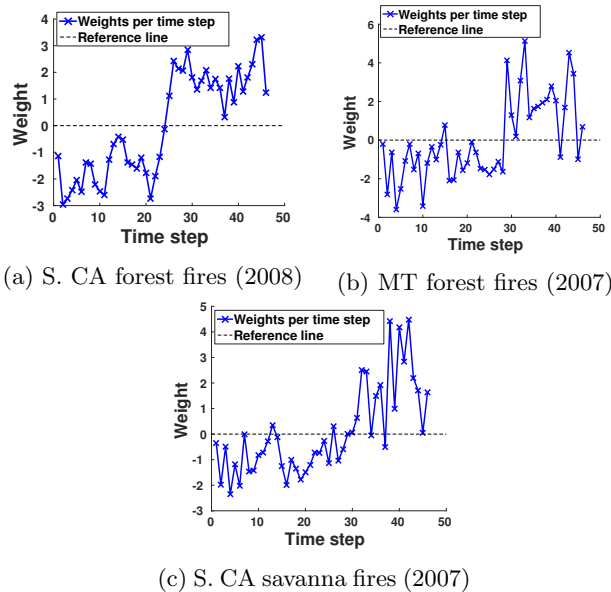 Weights per time step
Reference line
4
3
2
1
0
-1
-2
-3
0 10 20 30 40 50
Weight
Time step
(a) S. CA forest fires (2008)
Weights per time step
Reference line
6
4
2
0
-2
-4
0 10 20 30 40 50
Weight
Time step
(b) MT forest fires (2007)
Weights per time step
Reference line
5
4
3
2
1
0
-1
-2
-3
0 10 20 30 40 50
Weight
Time step
(c) S. CA savanna fires (2007)